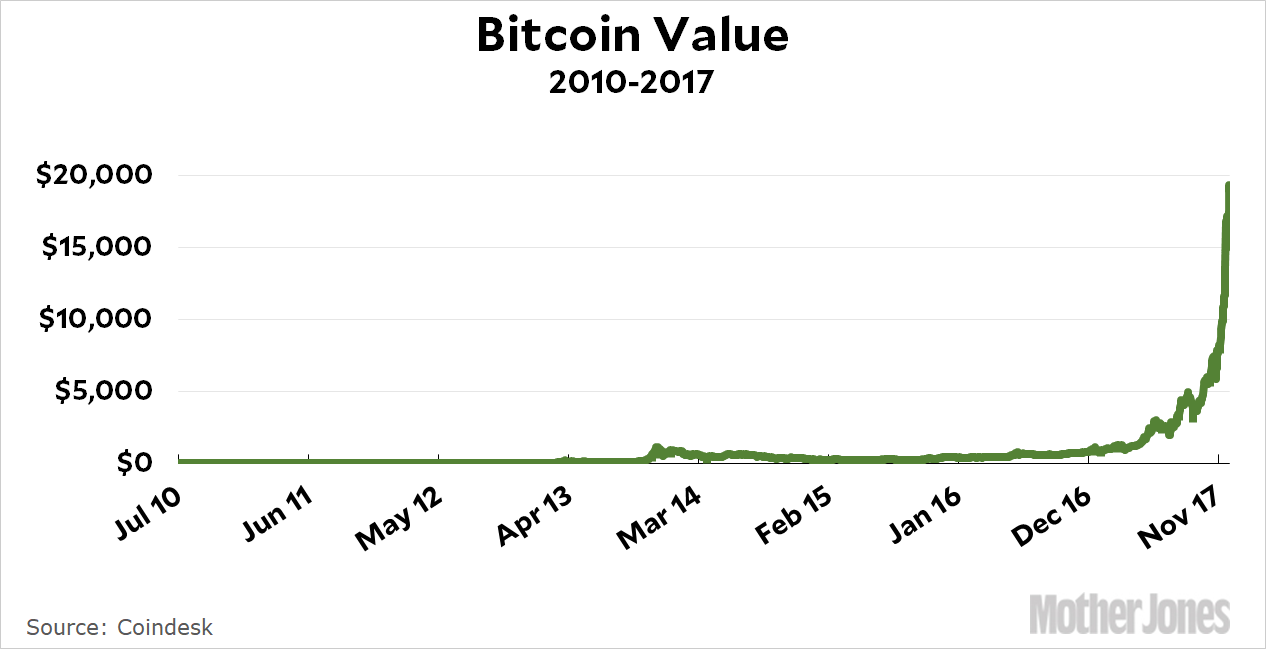 Bitcoin Value
2010-2017
$20,000
$15,000
$10,000
$5,000
$0
Jul 10
Jun 11
May 12
Apr 13
Mar 14
Feb 15
Jan 16
Dec 16
Nov 17
Source: Coindesk
Mother Jones